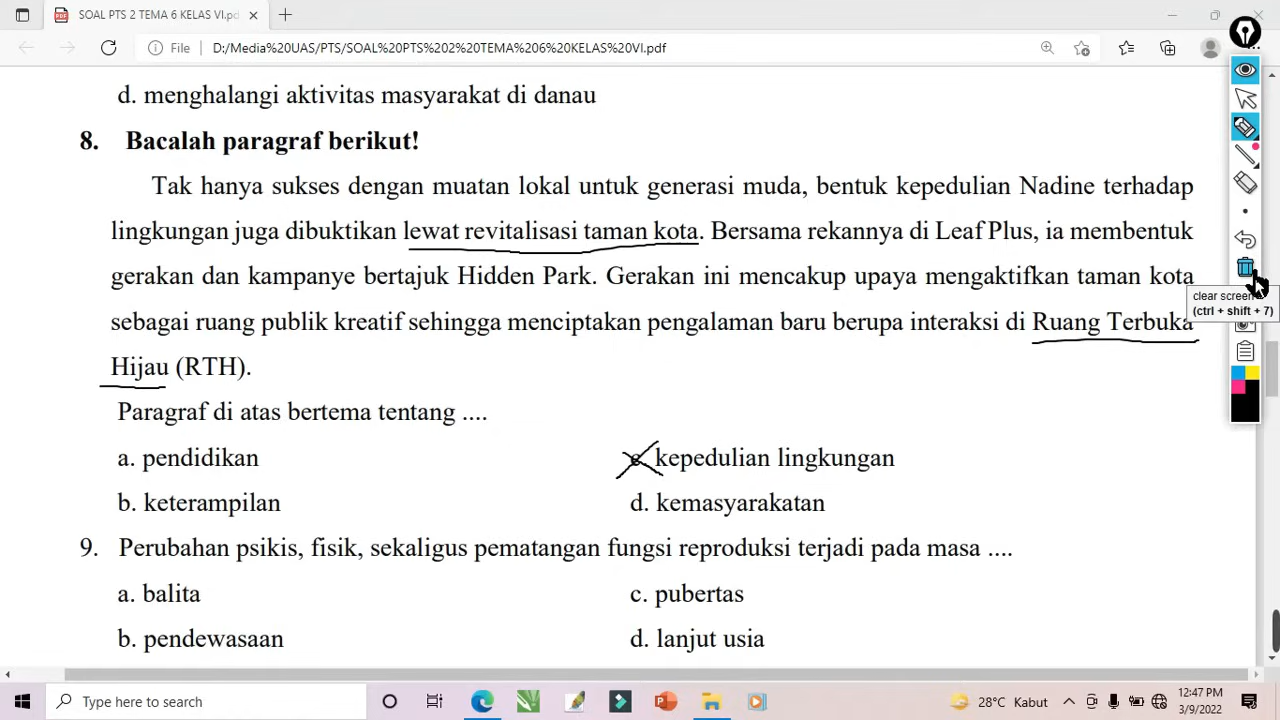 SOAL PTS 2 TEMA 6 KELAS VI.pdf
File
D:/Media%20UAS/PTS/SOAL%20PTS%202%20TEMA%206%20KELAS%20VI.pdf
d. menghalangi aktivitas masyarakat di danau
8. Bacalah paragraf berikut!
Tak hanya sukses dengan muatan lokal untuk generasi muda, bentuk kepedulian Nadine terhadap
lingkungan juga dibuktikan lewat revitalisasi taman kota. Bersama rekannya di Leaf Plus, ia membentuk
gerakan dan kampanye bertajuk Hidden Park. Gerakan ini mencakup upaya mengaktifkan taman kota
clear screen
(ctrl + shift + 7)
sebagai ruang publik kreatif sehingga menciptakan pengalaman baru berupa interaksi di Ruang Terbuka
Hijau (RTH).
Paragraf di atas bertema tentang ....
a. pendidikan
c. kepedulian lingkungan
b. keterampilan
d. kemasyarakatan
9. Perubahan psikis, fisik, sekaligus pematangan fungsi reproduksi terjadi pada masa ....
a. balita
c. pubertas
b. pendewasaan
d. lanjut usia
Type here to search
28°C Kabut
12:47 PM
3/9/2022